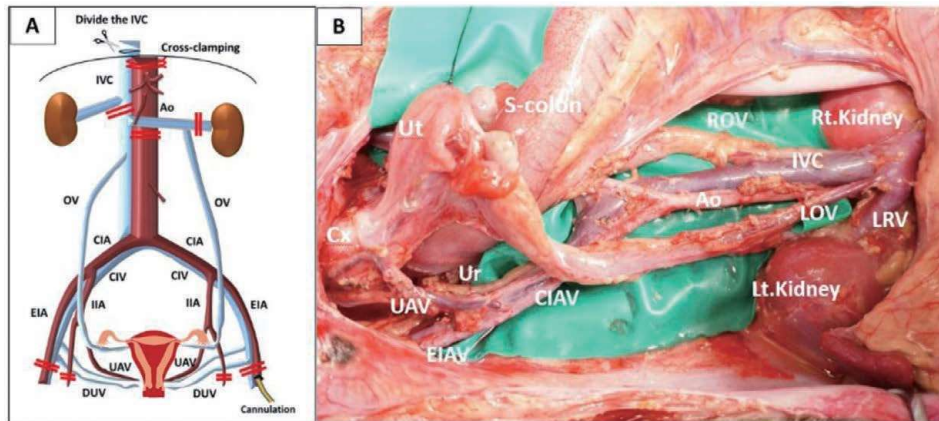 A
Divide the IVC
Cross-clamping
IVC
Ao
OV
OV
CIA
CIA
CIV
CIV
EIA
IIA
IIA
EIA
UAV
UAV
DUV
DUV
Cannulation
B
Ut
S-colon
ROV
Rt.Kidney
IVC
Ao
LOV
LRV
Cx
Ur
UAV
CIAV
Lt.Kidney
EIAV